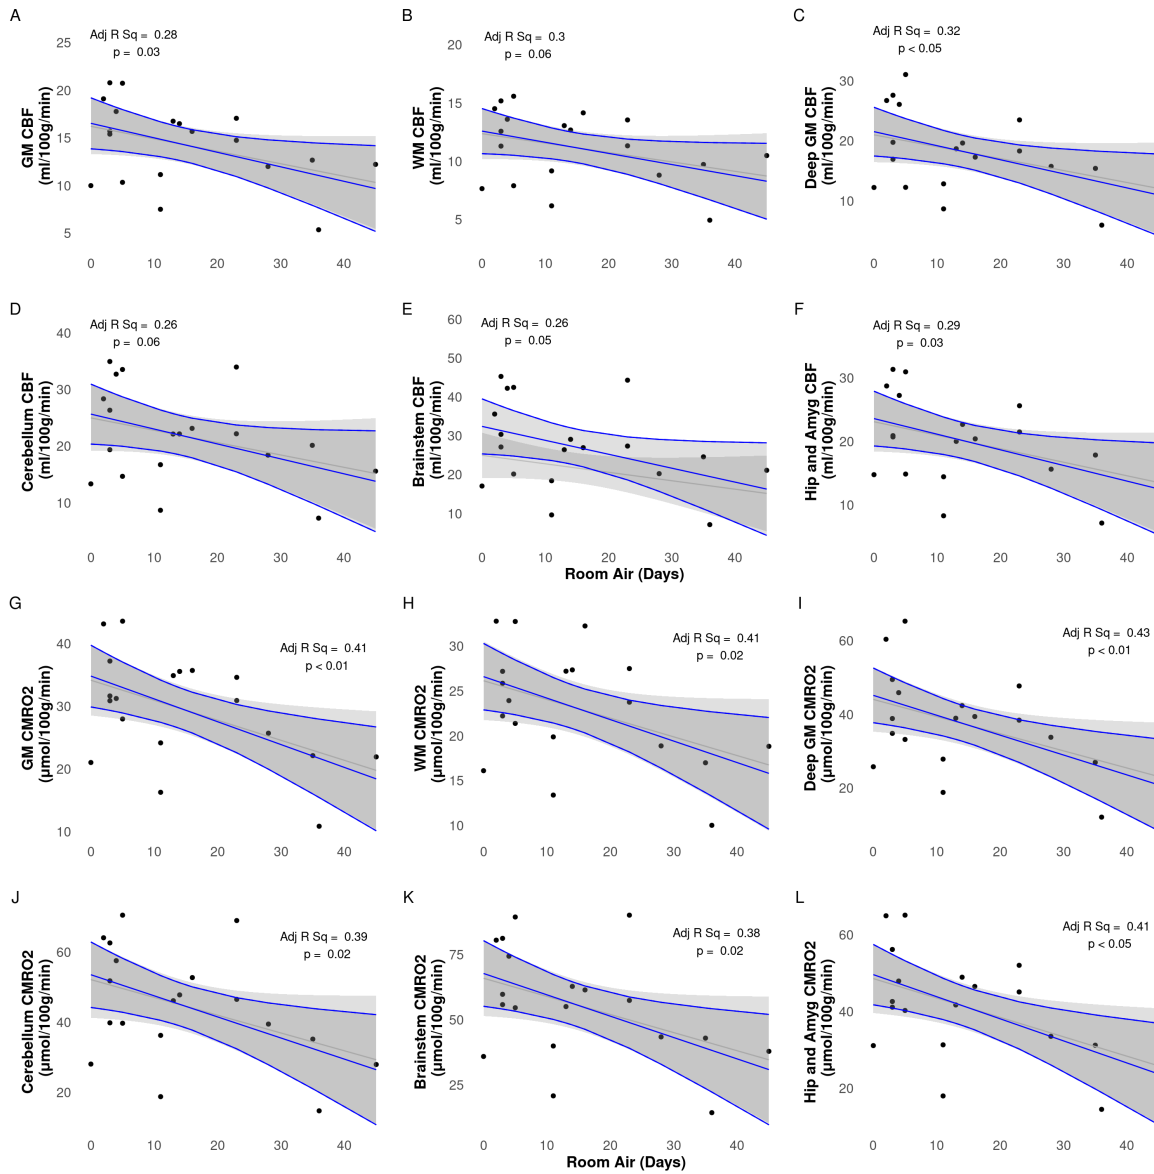 A
Adj R Sq = 0.28
p = 0.03
GM CBF
(ml/100g/min)
25
20
15
10
5
0 10 20 30 40
B
Adj R Sq = 0.3
p = 0.06
WM CBF
(ml/100g/min)
20
15
10
5
0 10 20 30 40
C
Adj R Sq = 0.32
p < 0.05
Deep GM CBF
(ml/100g/min)
30
20
10
0 10 20 30 40
D
Adj R Sq = 0.26
p = 0.06
Cerebellum CBF
(ml/100g/min)
40
30
20
10
0 10 20 30 40
E
Adj R Sq = 0.26
p = 0.05
Brainstem CBF
(ml/100g/min)
60
50
40
30
20
10
0 10 20 30 40
Room Air (Days)
F
Adj R Sq = 0.29
p = 0.03
Hip and Amyg CBF
(ml/100g/min)
30
20
10
0 10 20 30 40
G
Adj R Sq = 0.41
p < 0.01
GM CMRO2
(μmol/100g/min)
40
30
20
10
0 10 20 30 40
H
Adj R Sq = 0.41
p = 0.02
WM CMRO2
(μmol/100g/min)
30
25
20
15
10
0 10 20 30 40
I
Adj R Sq = 0.43
p < 0.01
Deep GM CMRO2
(μmol/100g/min)
60
40
20
0 10 20 30 40
J
Adj R Sq = 0.39
p = 0.02
Cerebellum CMRO2
(μmol/100g/min)
60
40
20
0 10 20 30 40
K
Adj R Sq = 0.38
p = 0.02
Brainstem CMRO2
(μmol/100g/min)
75
50
25
0 10 20 30 40
Room Air (Days)
L
Adj R Sq = 0.41
p < 0.05
Hip and Amyg CMRO2
(μmol/100g/min)
60
40
20
0 10 20 30 40